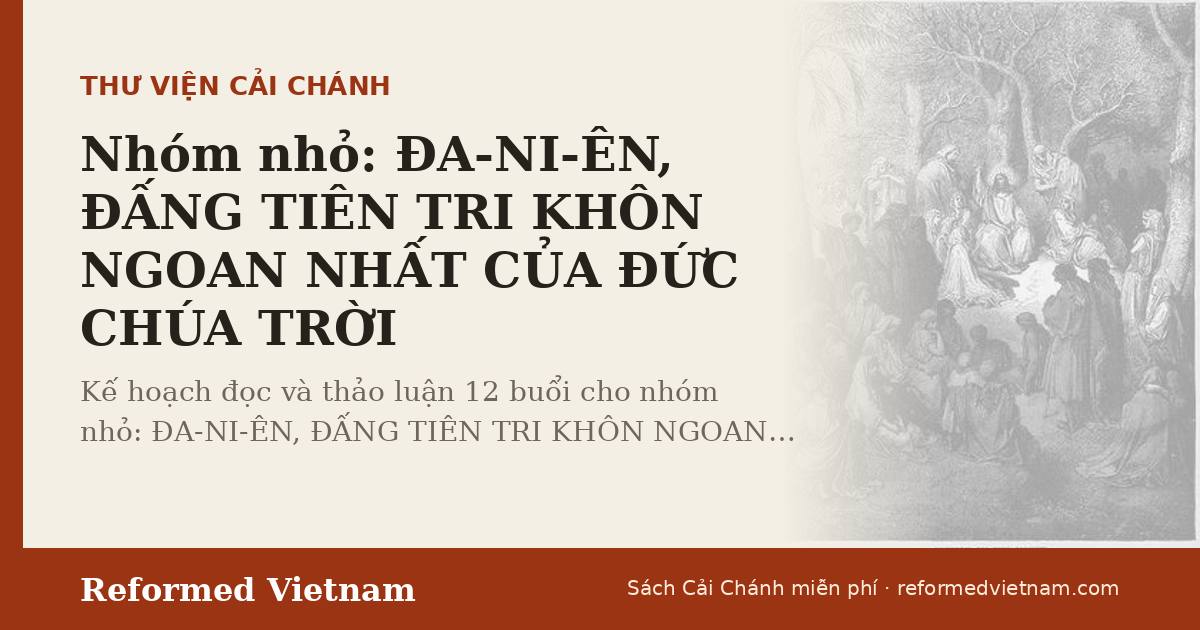 THƯ VIỆN CẢI CHÁNH
Nhóm nhỏ: ĐA-NI-ÊN,
ĐẤNG TIÊN TRI KHÔN
NGOAN NHẤT CỦA ĐỨC
CHÚA TRỜI
Kế hoạch đọc và thảo luận 12 buổi cho nhóm
nhỏ: ĐA-NI-ÊN, ĐẤNG TIÊN TRI KHÔN NGOAN…
Reformed Vietnam
Sách Cải Chánh miễn phí · reformedvietnam.com